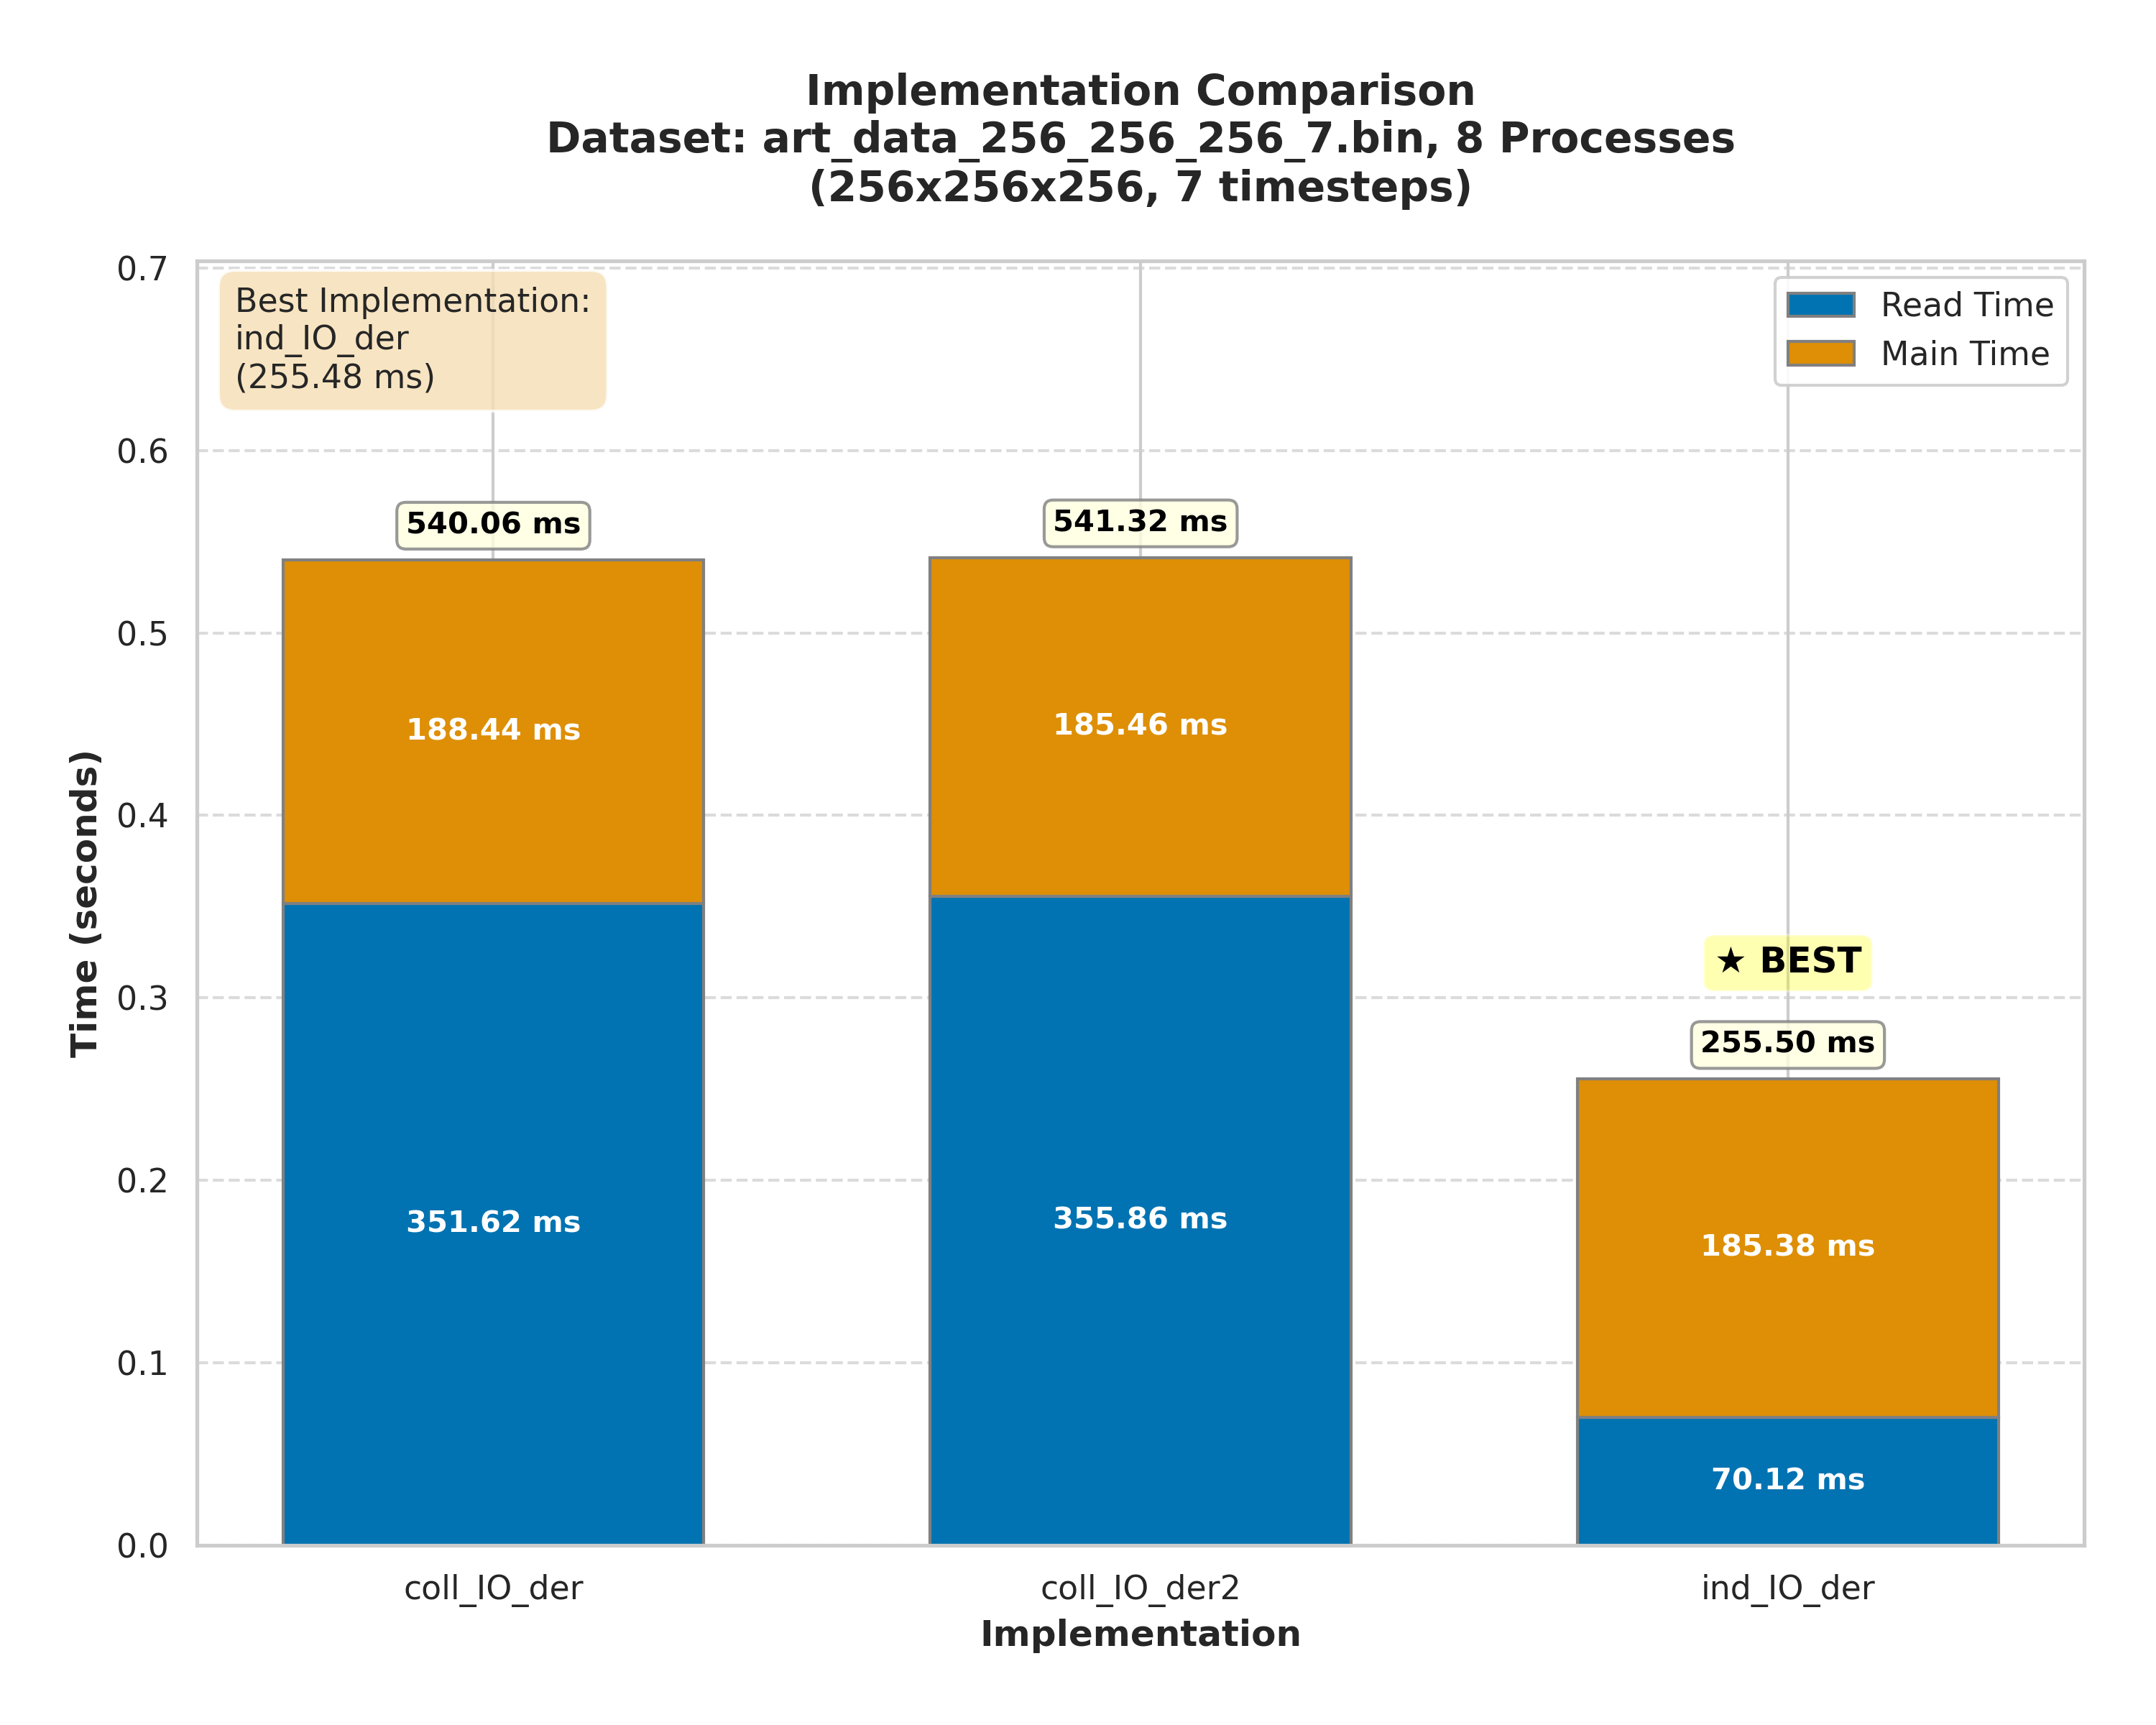 Implementation Comparison
Dataset: art_data_256_256_256_7.bin, 8 Processes
(256x256x256, 7 timesteps)
Best Implementation:
ind_IO_der
(255.48 ms)
Read Time
Main Time
Time (seconds)
0.7
0.6
0.5
0.4
0.3
0.2
0.1
0.0
540.06 ms
188.44 ms
351.62 ms
541.32 ms
185.46 ms
355.86 ms
★ BEST
255.50 ms
185.38 ms
70.12 ms
coll_IO_der
coll_IO_der2
ind_IO_der
Implementation